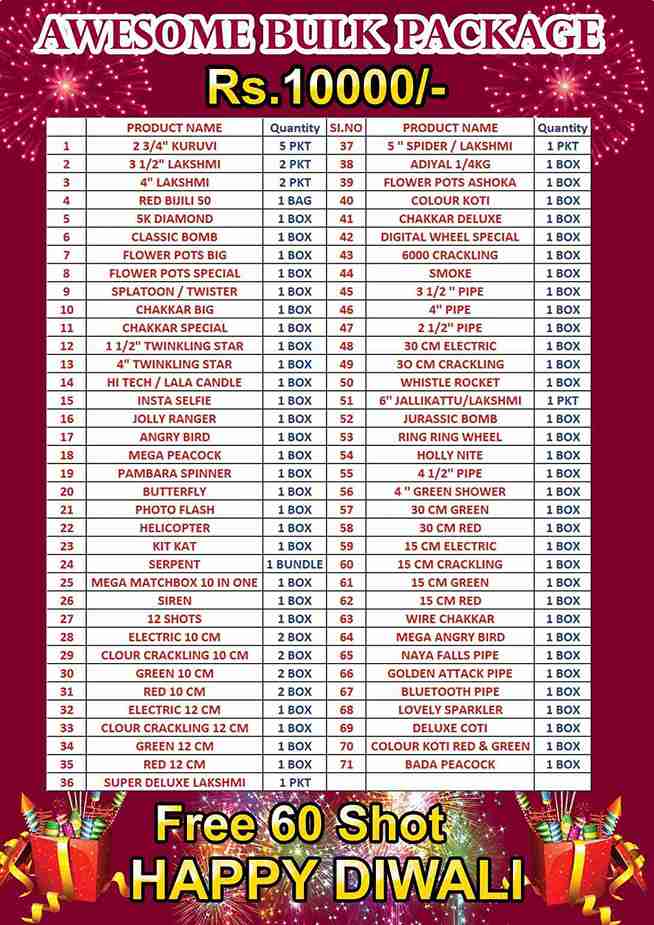 AWESOME BULK PACKAGE
Rs.10000/-
PRODUCT NAME Quantity SI.NO PRODUCT NAME Quantity
1 2 3/4" KURUVI 5 PKT 37 5 " SPIDER / LAKSHMI 1 PKT
2 3 1/2" LAKSHMI 2 PKT 38 ADIYAL 1/4KG 1 BOX
3 4" LAKSHMI 2 PKT 39 FLOWER POTS ASHOKA 1 BOX
4 RED BIJILI 50 1 BAG 40 COLOUR KOTI 1 BOX
5 5K DIAMOND 1 BOX 41 CHAKKAR DELUXE 1 BOX
6 CLASSIC BOMB 1 BOX 42 DIGITAL WHEEL SPECIAL 1 BOX
7 FLOWER POTS BIG 1 BOX 43 6000 CRACKLING 1 BOX
8 FLOWER POTS SPECIAL 1 BOX 44 SMOKE 1 BOX
9 SPLATOON / TWISTER 1 BOX 45 3 1/2 " PIPE 1 BOX
10 CHAKKAR BIG 1 BOX 46 4" PIPE 1 BOX
11 CHAKKAR SPECIAL 1 BOX 47 2 1/2" PIPE 1 BOX
12 1 1/2" TWINKLING STAR 1 BOX 48 30 CM ELECTRIC 1 BOX
13 4" TWINKLING STAR 1 BOX 49 3O CM CRACKLING 1 BOX
14 HI TECH / LALA CANDLE 1 BOX 50 WHISTLE ROCKET 1 BOX
15 INSTA SELFIE 1 BOX 51 6" JALLIKATTU/LAKSHMI 1 PKT
16 JOLLY RANGER 1 BOX 52 JURASSIC BOMB 1 BOX
17 ANGRY BIRD 1 BOX 53 RING RING WHEEL 1 BOX
18 MEGA PEACOCK 1 BOX 54 HOLLY NITE 1 BOX
19 PAMBARA SPINNER 1 BOX 55 4 1/2" PIPE 1 BOX
20 BUTTERFLY 1 BOX 56 4 " GREEN SHOWER 1 BOX
21 PHOTO FLASH 1 BOX 57 30 CM GREEN 1 BOX
22 HELICOPTER 1 BOX 58 30 CM RED 1 BOX
23 KIT KAT 1 BOX 59 15 CM ELECTRIC 1 BOX
24 SERPENT 1 BUNDLE 60 15 CM CRACKLING 1 BOX
25 MEGA MATCHBOX 10 IN ONE 1 BOX 61 15 CM GREEN 1 BOX
26 SIREN 1 BOX 62 15 CM RED 1 BOX
27 12 SHOTS 1 BOX 63 WIRE CHAKKAR 1 BOX
28 ELECTRIC 10 CM 2 BOX 64 MEGA ANGRY BIRD 1 BOX
29 CLOUR CRACKLING 10 CM 2 BOX 65 NAYA FALLS PIPE 1 BOX
30 GREEN 10 CM 2 BOX 66 GOLDEN ATTACK PIPE 1 BOX
31 RED 10 CM 2 BOX 67 BLUETOOTH PIPE 1 BOX
32 ELECTRIC 12 CM 1 BOX 68 LOVELY SPARKLER 1 BOX
33 CLOUR CRACKLING 12 CM 1 BOX 69 DELUXE COTI 1 BOX
34 GREEN 12 CM 1 BOX 70 COLOUR KOTI RED & GREEN 1 BOX
35 RED 12 CM 1 BOX 71 BADA PEACOCK 1 BOX
36 SUPER DELUXE LAKSHMI 1 PKT
Free 60 Shot
HAPPY DIWALI